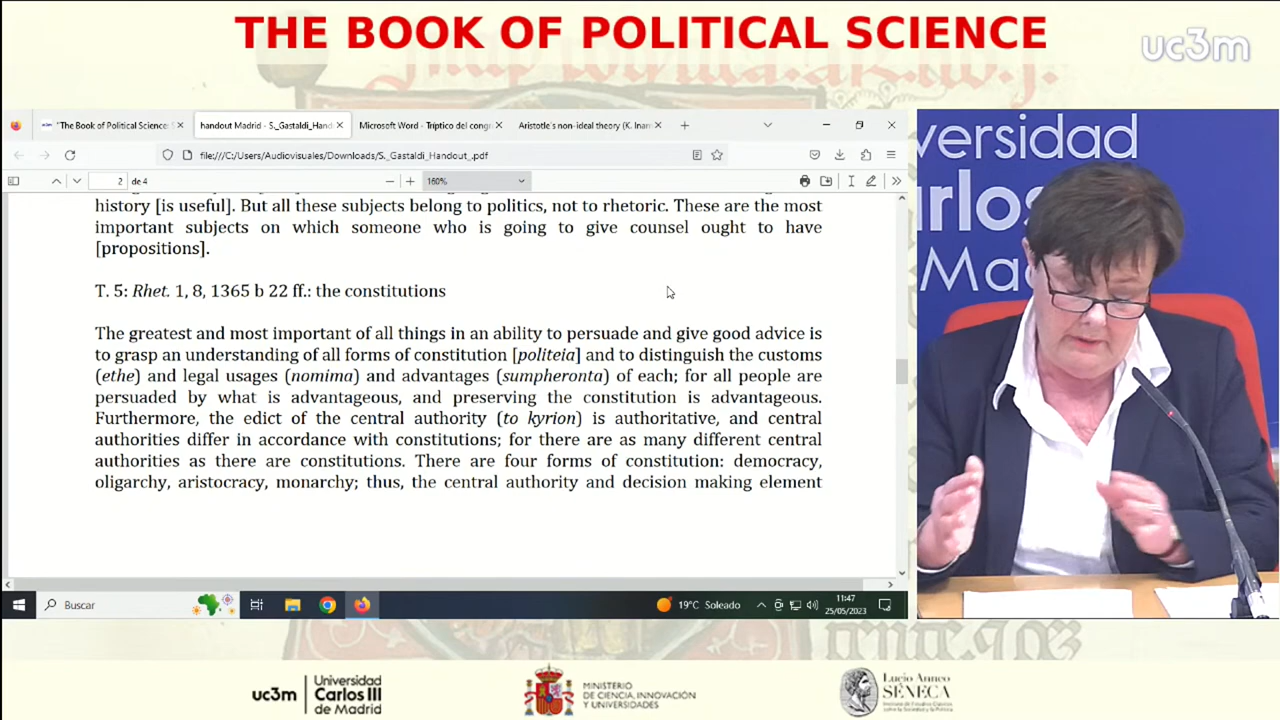 THE BOOK OF POLITICAL SCIENCE
uc3m
"The Book of Political Science:
handout Madrid - S._Gastaldi_Hand
Microsoft Word - Tríptico del congr
Aristotle's non-ideal theory (K. Inam
file:///C:/Users/Audiovisuales/Downloads/S._Gastaldi_Handout_.pdf
2 de 4
160%
history [is useful]. But all these subjects belong to politics, not to rhetoric. These are the most
important subjects on which someone who is going to give counsel ought to have
[propositions].
T. 5: Rhet. 1, 8, 1365 b 22 ff.: the constitutions
The greatest and most important of all things in an ability to persuade and give good advice is
to grasp an understanding of all forms of constitution [politeia] and to distinguish the customs
(ethe) and legal usages (nomima) and advantages (sumpheronta) of each; for all people are
persuaded by what is advantageous, and preserving the constitution is advantageous.
Furthermore, the edict of the central authority (to kyrion) is authoritative, and central
authorities differ in accordance with constitutions; for there are as many different central
authorities as there are constitutions. There are four forms of constitution: democracy,
oligarchy, aristocracy, monarchy; thus, the central authority and decision making element
versidad
arlos
Mad
Buscar
19°C Soleado
11:47
25/05/2023
uc3m
Universidad
Carlos III
de Madrid
MINISTERIO
DE CIENCIA, INNOVACIÓN
Y UNIVERSIDADES
Lucio Anneo
SÉNECA